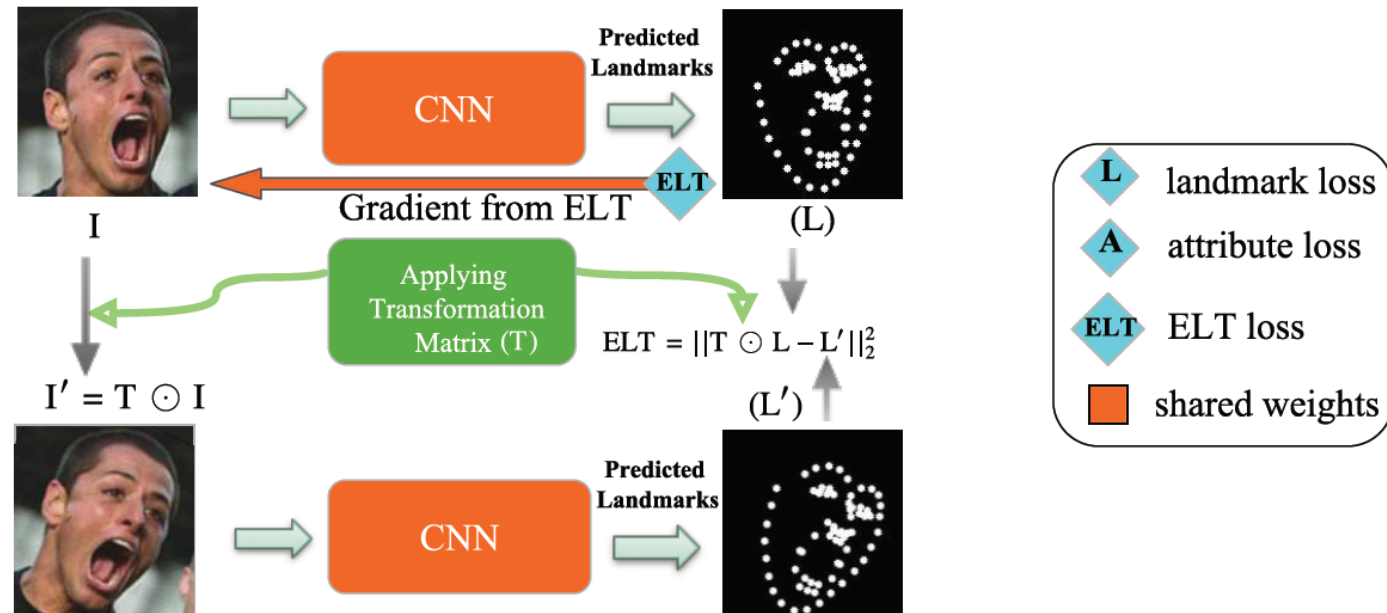 Predicted
Landmarks
CNN
ELT
Gradient from ELT
I
(L)
Applying
Transformation
Matrix (T)
ELT = ||T ⊙ L − L′||₂²
I′ = T ⊙ I
(L′)
Predicted
Landmarks
CNN
L landmark loss
A attribute loss
ELT ELT loss
shared weights